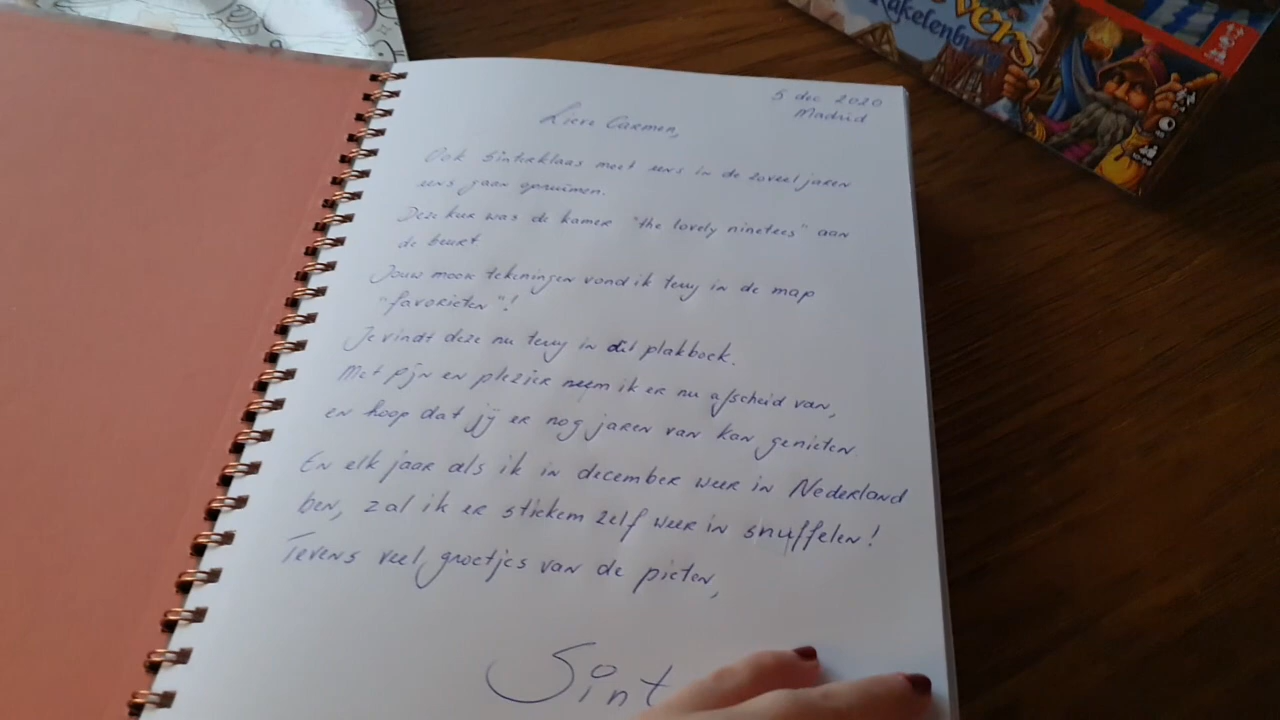 5 dec 2020
Madrid
Lieve Carmen,
Ook Sinterklaas moet eens in de zoveel jaren
eens gaan opruimen.
Deze keer was de kamer "the lovely ninetees" aan
de beurt
Jouw mooie tekeningen vond ik terug in de map
"favorieten"!
Je vindt deze nu terug in dit plakboek.
Met pijn en plezier neem ik er nu afscheid van,
en hoop dat jij er nog jaren van kan genieten
En elk jaar als ik in december weer in Nederland
ben, zal ik er stiekem zelf weer in snuffelen!
Tevens veel groetjes van de pieten,
Sint
Kakelenburg